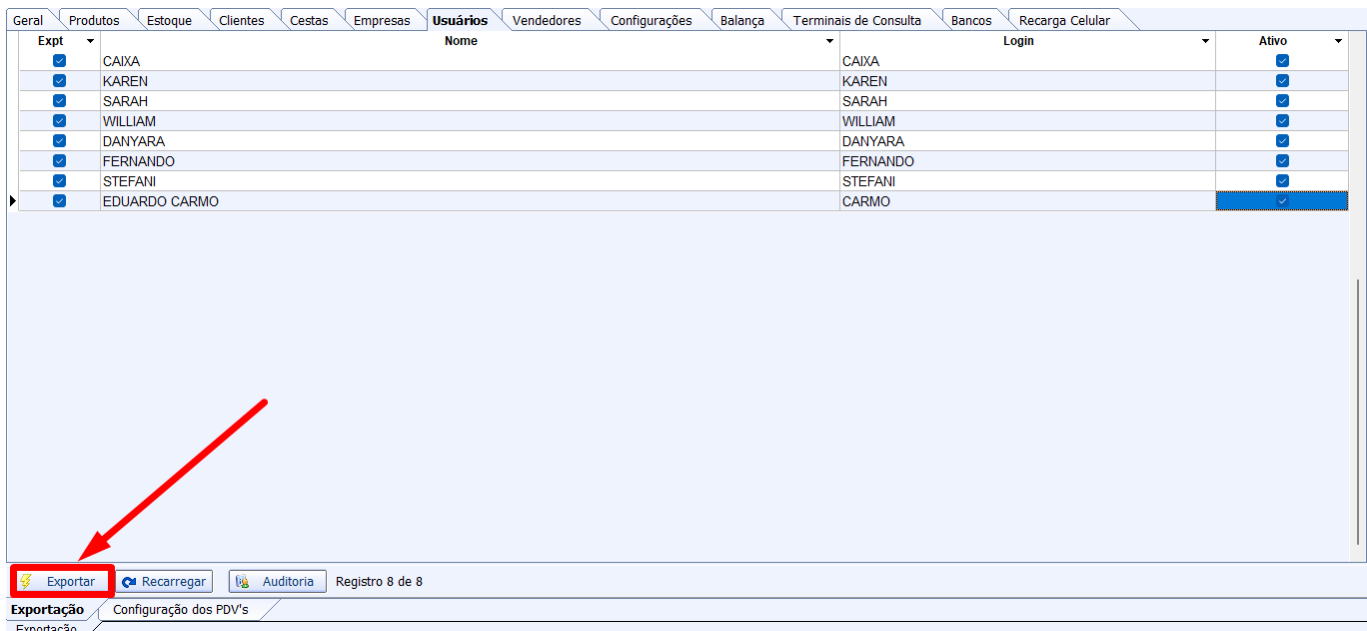 Geral Produtos Estoque Clientes Cestas Empresas Usuários Vendedores Configurações Balança Terminais de Consulta Bancos Recarga Celular
Expt Nome Login Ativo
CAIXA CAIXA
KAREN KAREN
SARAH SARAH
WILLIAM WILLIAM
DANYARA DANYARA
FERNANDO FERNANDO
STEFANI STEFANI
EDUARDO CARMO CARMO
Exportar Recarregar Auditoria Registro 8 de 8
Exportação Configuração dos PDV's
Exportação